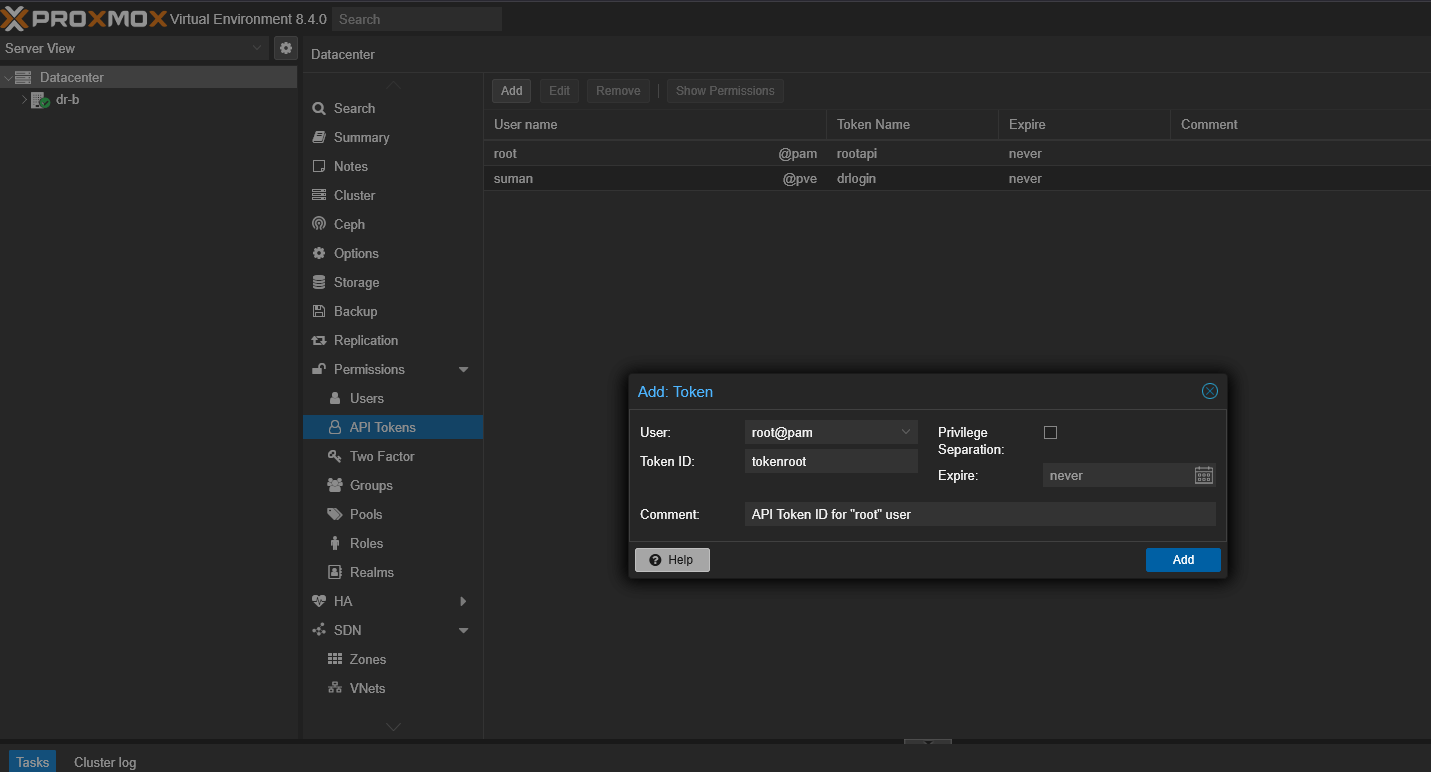 PROXMOX Virtual Environment 8.4.0 Search
Server View
Datacenter
dr-b
Datacenter
Search
Summary
Notes
Cluster
Ceph
Options
Storage
Backup
Replication
Permissions
Users
API Tokens
Two Factor
Groups
Pools
Roles
Realms
HA
SDN
Zones
VNets
Add Edit Remove Show Permissions
User name Token Name Expire Comment
root @pam rootapi never
suman @pve drlogin never
Add: Token
User: root@pam
Token ID: tokenroot
Privilege
Separation:
Expire: never
Comment: API Token ID for "root" user
Help Add
Tasks Cluster log